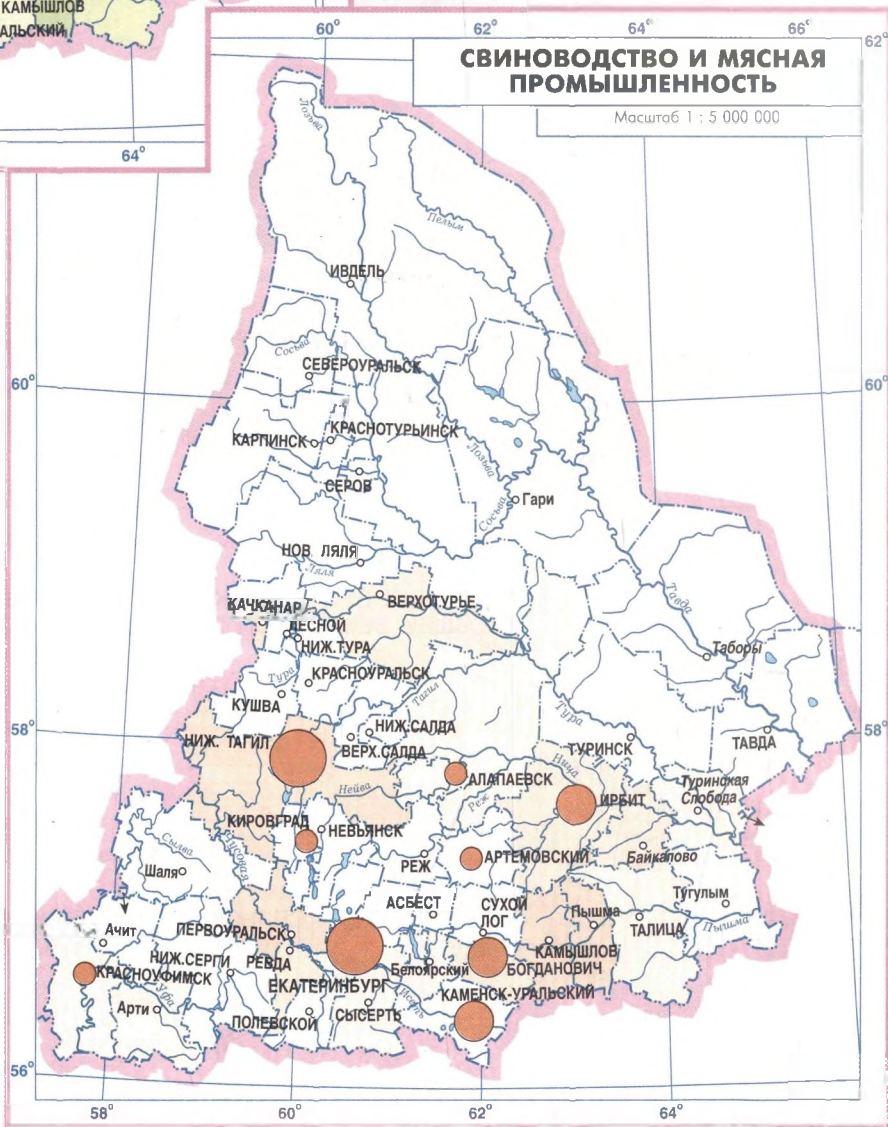 КАМЫШЛОВ
АЛЬСКИЙ
64°
60°
62°
64°
66°
62°
СВИНОВОДСТВО И МЯСНАЯ
ПРОМЫШЛЕННОСТЬ
Масштаб 1 : 5 000 000
Лозьва
Пелым
ИВДЕЛЬ
Сосьва
СЕВЕРОУРАЛЬСК
60°
60°
КАРПИНСК
КРАСНОТУРЬИНСК
Лозьва
СЕРОВ
Сосьва
Гари
НОВ. ЛЯЛЯ
Ляля
ВЕРХОТУРЬЕ
Тавда
КАЧКАНАР
ЛЕСНОЙ
НИЖ.ТУРА
Таборы
Тура
КРАСНОУРАЛЬСК
КУШВА
Тагил
Тура
58°
58°
НИЖ. ТАГИЛ
НИЖ.САЛДА
ВЕРХ.САЛДА
ТУРИНСК
ТАВДА
Ница
АЛАПАЕВСК
Нейва
Реж
ИРБИТ
Туринская
Слобода
КИРОВГРАД
НЕВЬЯНСК
Чусовая
Сылва
РЕЖ
АРТЕМОВСКИЙ
Байкалово
Шаля
АСБЕСТ
СУХОЙ
ЛОГ
Пышма
Тугулым
Ачит
ПЕРВОУРАЛЬСК
ТАЛИЦА
Пышма
НИЖ.СЕРГИ
РЕВДА
КАМЫШЛОВ
КРАСНОУФИМСК
Белоярский
БОГДАНОВИЧ
ЕКАТЕРИНБУРГ
Уфа
Исеть
КАМЕНСК-УРАЛЬСКИЙ
Арти
ПОЛЕВСКОЙ
СЫСЕРТЬ
56°
56°
58°
60°
62°
64°